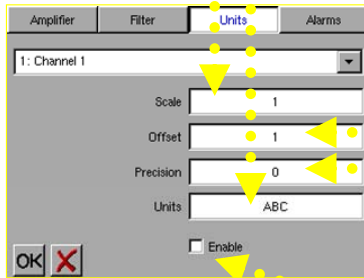 Amplifier Filter Units Alarms
1: Channel 1
Scale 1
Offset 1
Precision 0
Units ABC
Enable
OK